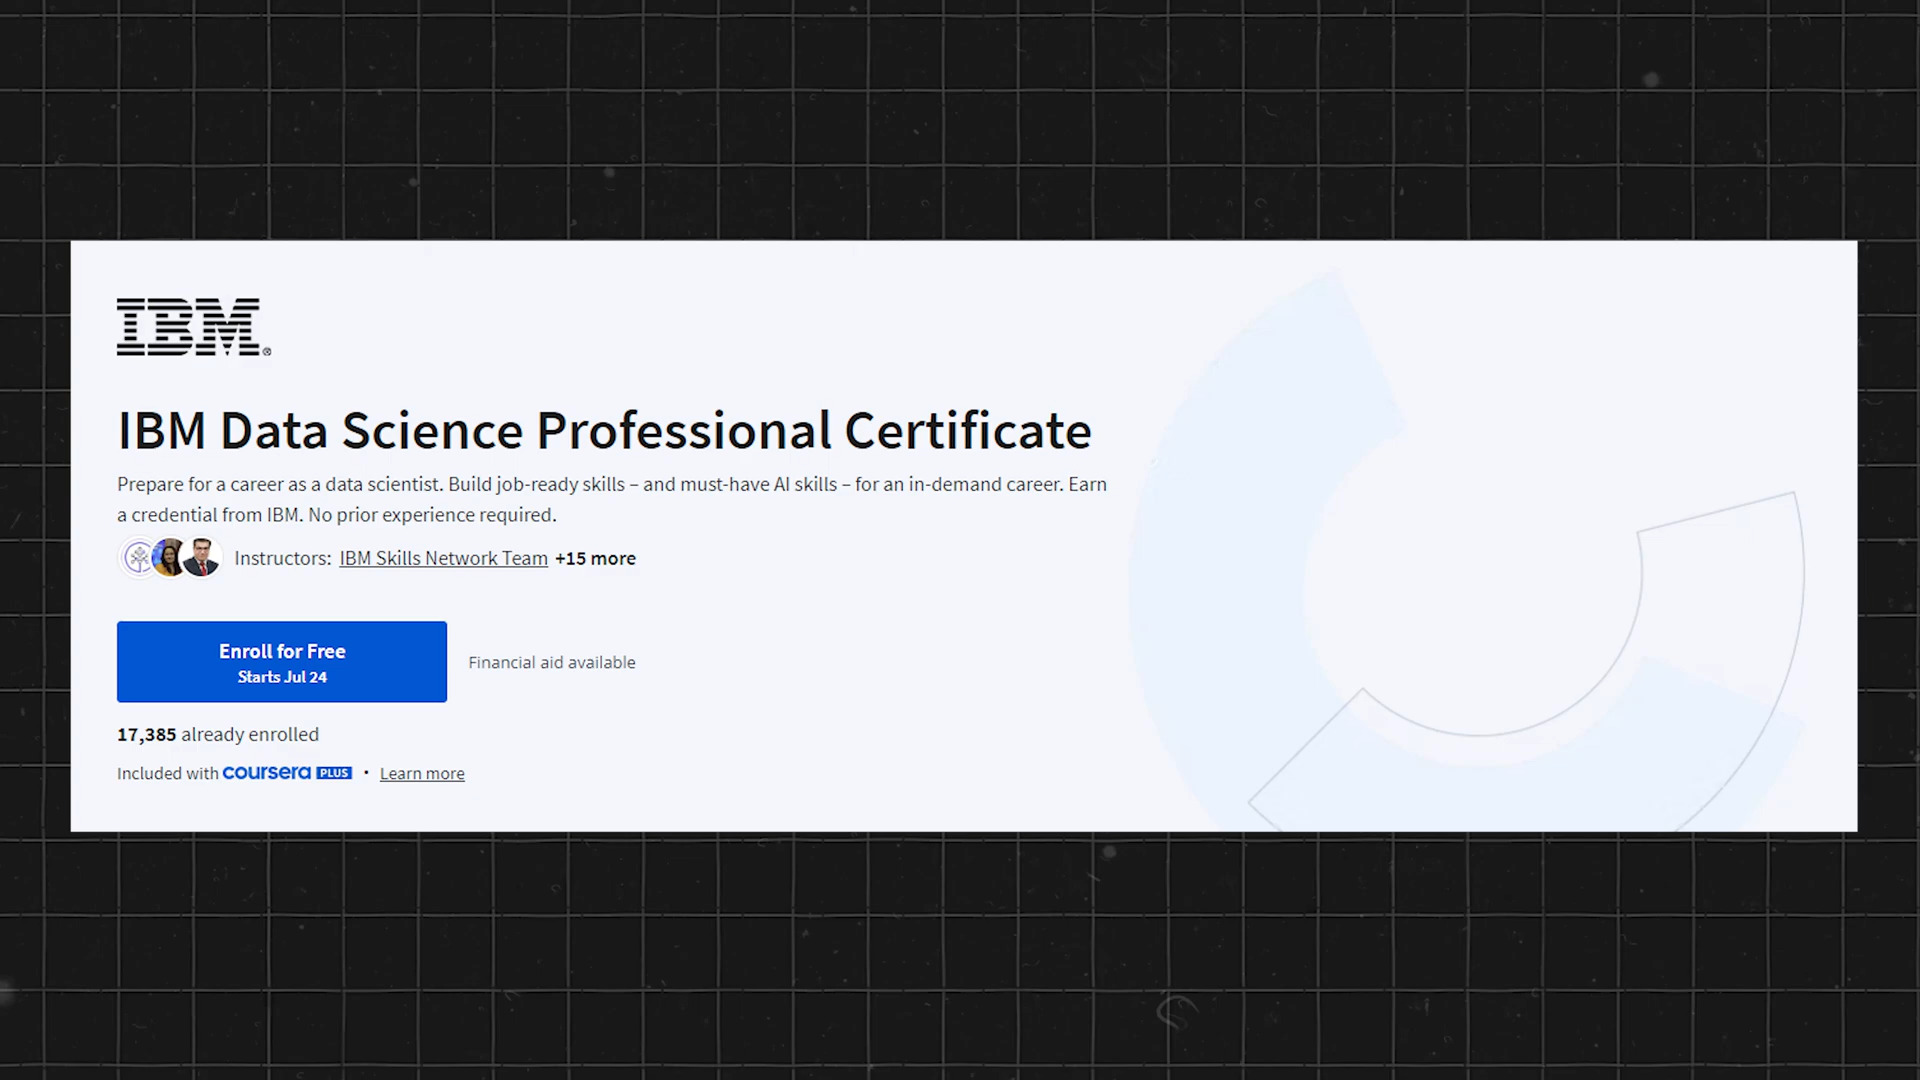 IBM®
IBM Data Science Professional Certificate
Prepare for a career as a data scientist. Build job-ready skills – and must-have AI skills – for an in-demand career. Earn
a credential from IBM. No prior experience required.
Instructors: IBM Skills Network Team +15 more
Enroll for Free
Starts Jul 24
Financial aid available
17,385 already enrolled
Included with coursera PLUS • Learn more